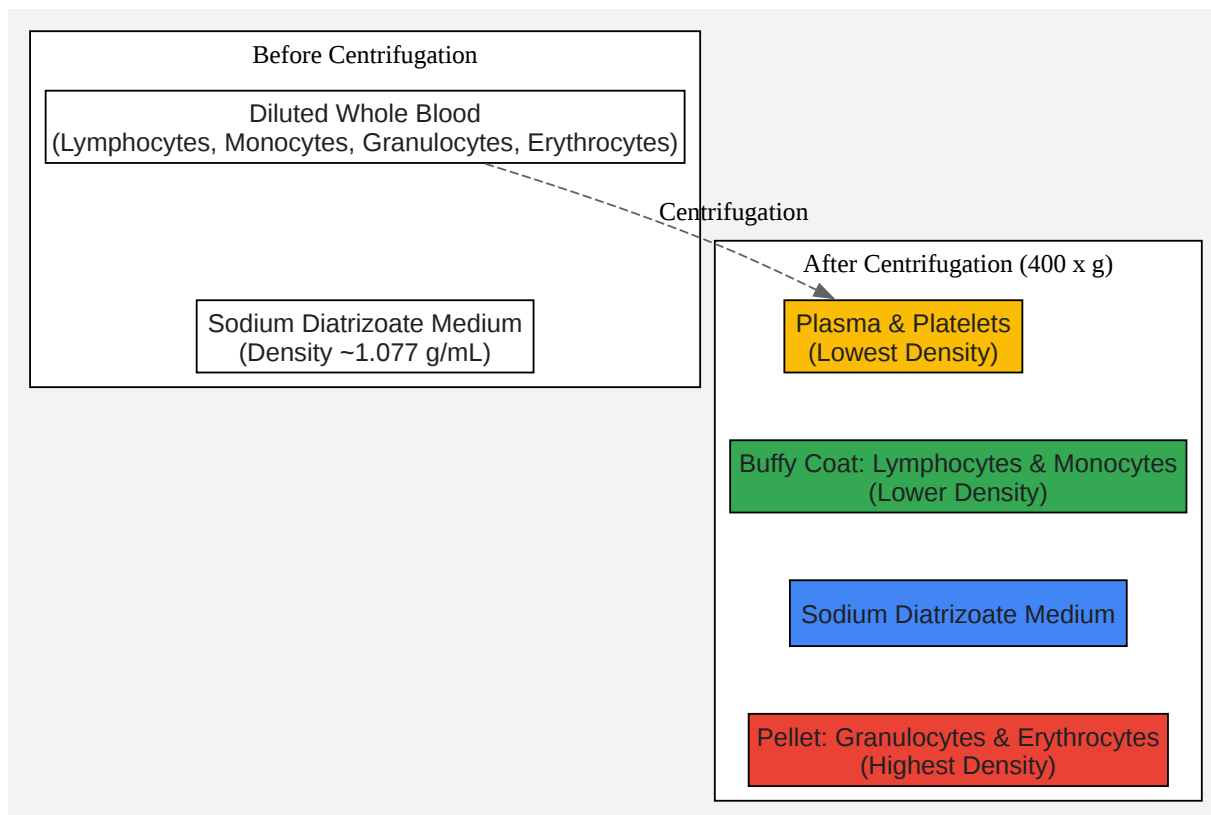 Before Centrifugation
Diluted Whole Blood
(Lymphocytes, Monocytes, Granulocytes, Erythrocytes)
Sodium Diatrizoate Medium
(Density ~1.077 g/mL)
Centrifugation
After Centrifugation (400 x g)
Plasma & Platelets
(Lowest Density)
Buffy Coat: Lymphocytes & Monocytes
(Lower Density)
Sodium Diatrizoate Medium
Pellet: Granulocytes & Erythrocytes
(Highest Density)